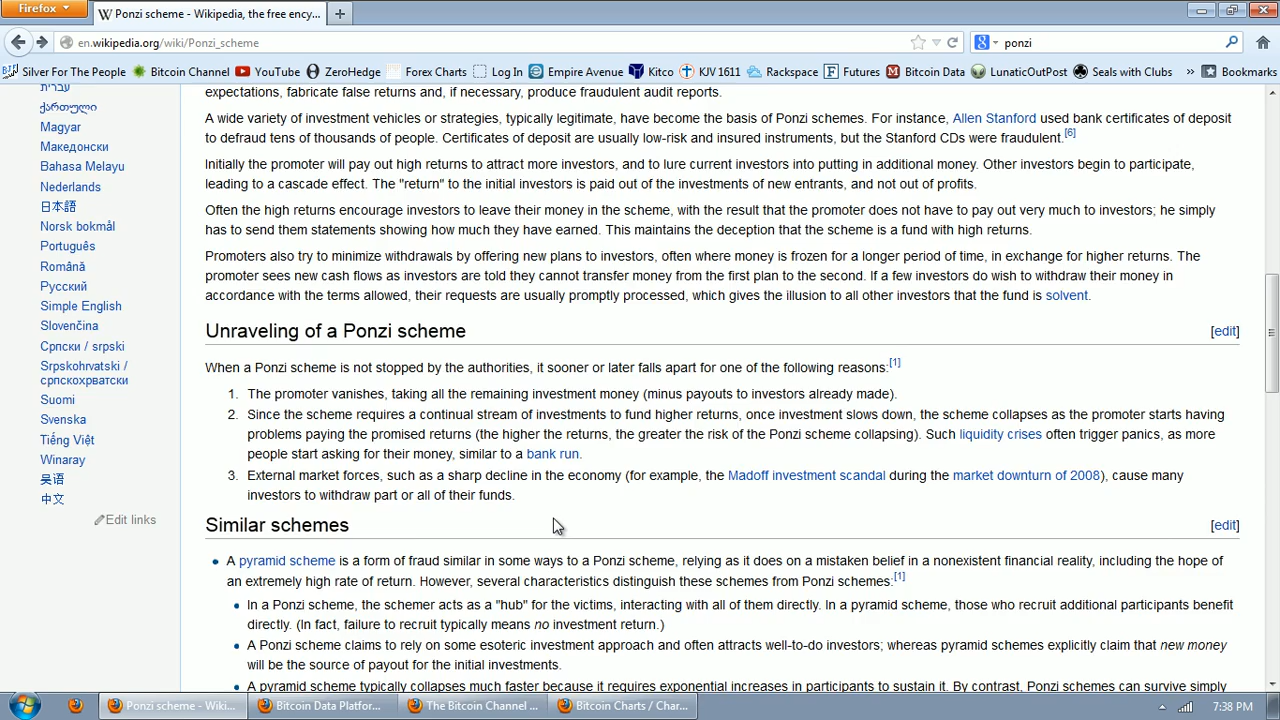 Firefox
Ponzi scheme - Wikipedia, the free ency...
en.wikipedia.org/wiki/Ponzi_scheme
ponzi
Silver For The People
Bitcoin Channel
YouTube
ZeroHedge
Forex Charts
Log In
Empire Avenue
Kitco
KJV 1611
Rackspace
Futures
Bitcoin Data
LunaticOutPost
Seals with Clubs
»
Bookmarks
עברית
ქართული
Magyar
Македонски
Bahasa Melayu
Nederlands
日本語
Norsk bokmål
Português
Română
Русский
Simple English
Slovenčina
Српски / srpski
Srpskohrvatski /
српскохрватски
Suomi
Svenska
Tiếng Việt
Winaray
吴语
中文
Edit links
expectations, fabricate false returns and, if necessary, produce fraudulent audit reports.
A wide variety of investment vehicles or strategies, typically legitimate, have become the basis of Ponzi schemes. For instance, Allen Stanford used bank certificates of deposit
to defraud tens of thousands of people. Certificates of deposit are usually low-risk and insured instruments, but the Stanford CDs were fraudulent.[6]
Initially the promoter will pay out high returns to attract more investors, and to lure current investors into putting in additional money. Other investors begin to participate,
leading to a cascade effect. The "return" to the initial investors is paid out of the investments of new entrants, and not out of profits.
Often the high returns encourage investors to leave their money in the scheme, with the result that the promoter does not have to pay out very much to investors; he simply
has to send them statements showing how much they have earned. This maintains the deception that the scheme is a fund with high returns.
Promoters also try to minimize withdrawals by offering new plans to investors, often where money is frozen for a longer period of time, in exchange for higher returns. The
promoter sees new cash flows as investors are told they cannot transfer money from the first plan to the second. If a few investors do wish to withdraw their money in
accordance with the terms allowed, their requests are usually promptly processed, which gives the illusion to all other investors that the fund is solvent.
Unraveling of a Ponzi scheme [edit]
When a Ponzi scheme is not stopped by the authorities, it sooner or later falls apart for one of the following reasons:[1]
1. The promoter vanishes, taking all the remaining investment money (minus payouts to investors already made).
2. Since the scheme requires a continual stream of investments to fund higher returns, once investment slows down, the scheme collapses as the promoter starts having
problems paying the promised returns (the higher the returns, the greater the risk of the Ponzi scheme collapsing). Such liquidity crises often trigger panics, as more
people start asking for their money, similar to a bank run.
3. External market forces, such as a sharp decline in the economy (for example, the Madoff investment scandal during the market downturn of 2008), cause many
investors to withdraw part or all of their funds.
Similar schemes [edit]
• A pyramid scheme is a form of fraud similar in some ways to a Ponzi scheme, relying as it does on a mistaken belief in a nonexistent financial reality, including the hope of
an extremely high rate of return. However, several characteristics distinguish these schemes from Ponzi schemes:[1]
• In a Ponzi scheme, the schemer acts as a "hub" for the victims, interacting with all of them directly. In a pyramid scheme, those who recruit additional participants benefit
directly. (In fact, failure to recruit typically means no investment return.)
• A Ponzi scheme claims to rely on some esoteric investment approach and often attracts well-to-do investors; whereas pyramid schemes explicitly claim that new money
will be the source of payout for the initial investments.
• A pyramid scheme typically collapses much faster because it requires exponential increases in participants to sustain it. By contrast, Ponzi schemes can survive simply
Ponzi scheme - Wiki...
Bitcoin Data Platfor...
The Bitcoin Channel ...
Bitcoin Charts / Char...
7:38 PM